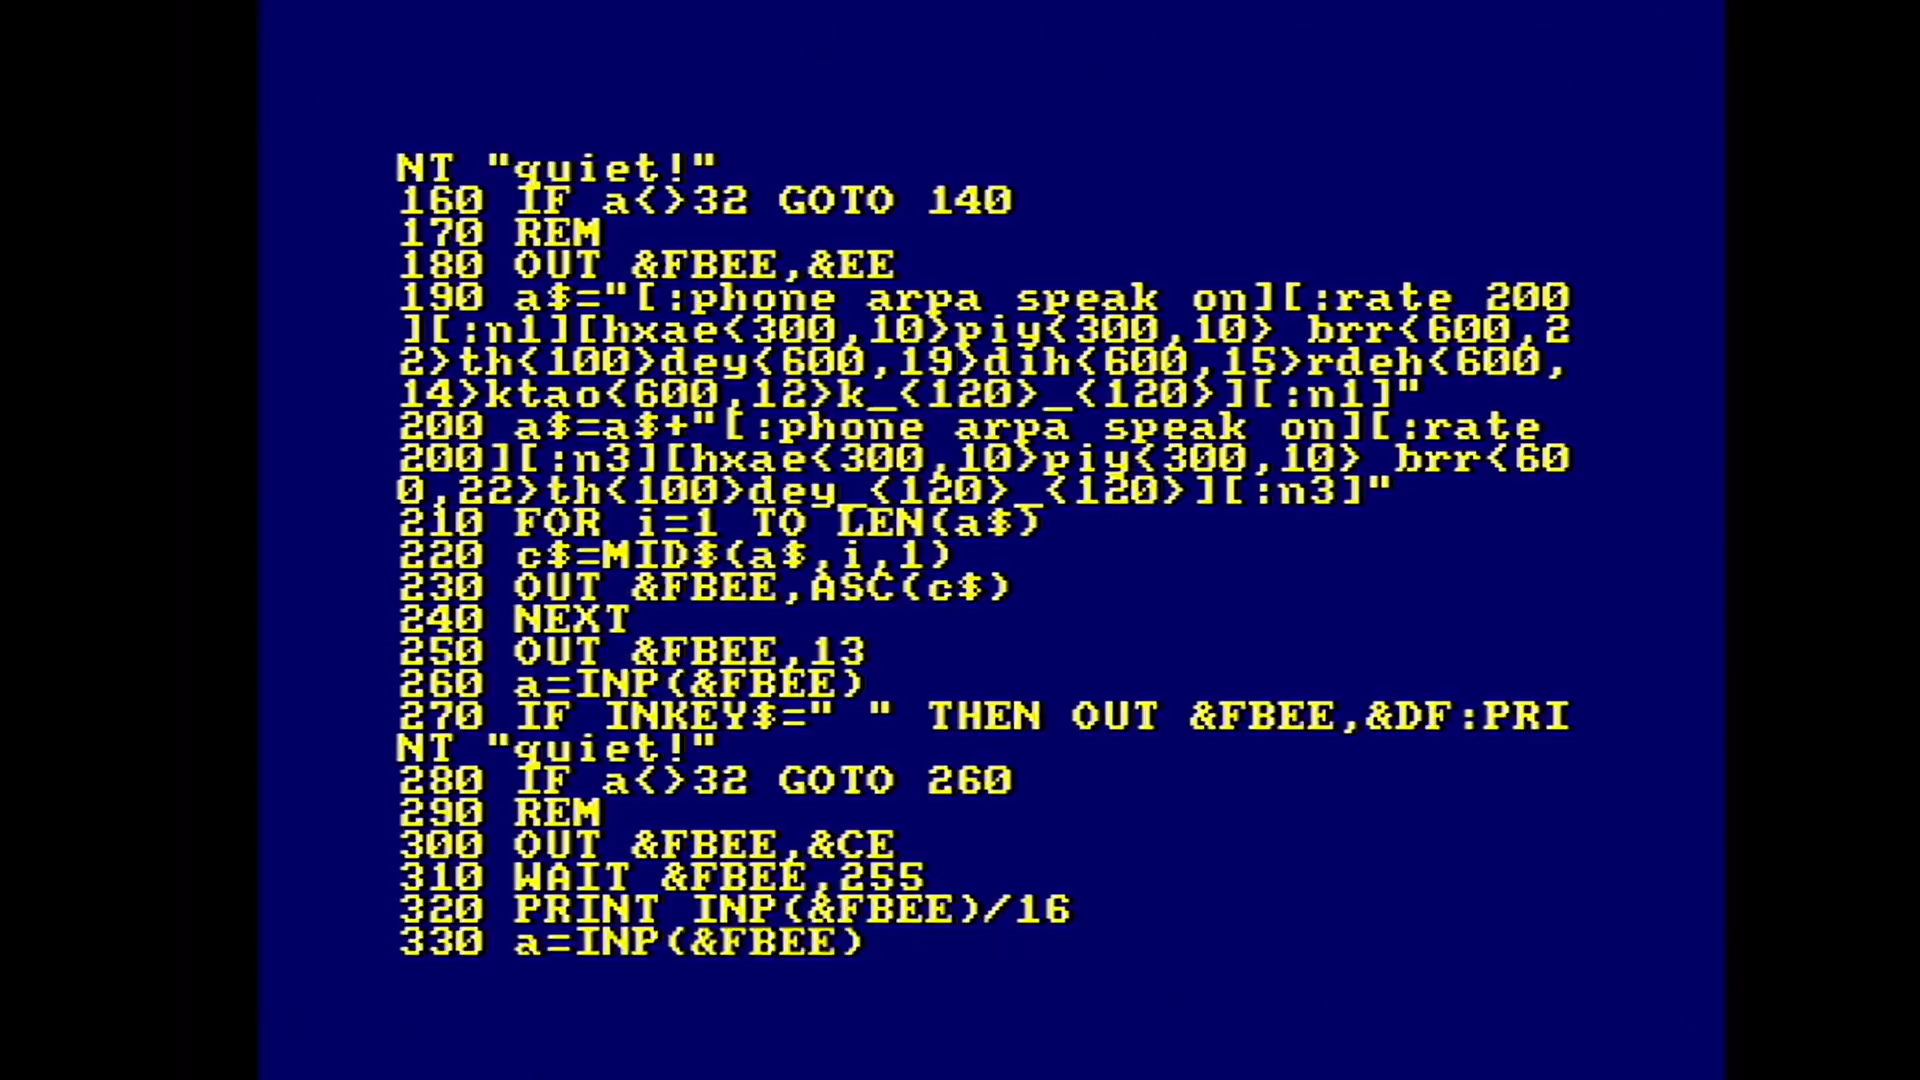 NT "quiet!"
160 IF a<>32 GOTO 140
170 REM
180 OUT &FBEE,&EE
190 a$="[:phone arpa speak on][:rate 200
][:n1][hxae<300,10>piy<300,10> brr<600,2
2>th<100>dey<600,19>dih<600,15>rdeh<600,
14>ktao<600,12>k_<120>_<120>][:n1]"
200 a$=a$+"[:phone arpa speak on][:rate
200][:n3][hxae<300,10>piy<300,10> brr<60
0,22>th<100>dey_<120>_<120>][:n3]"
210 FOR i=1 TO LEN(a$)
220 c$=MID$(a$,i,1)
230 OUT &FBEE,ASC(c$)
240 NEXT
250 OUT &FBEE,13
260 a=INP(&FBEE)
270 IF INKEY$=" " THEN OUT &FBEE,&DF:PRI
NT "quiet!"
280 IF a<>32 GOTO 260
290 REM
300 OUT &FBEE,&CE
310 WAIT &FBEE,255
320 PRINT INP(&FBEE)/16
330 a=INP(&FBEE)